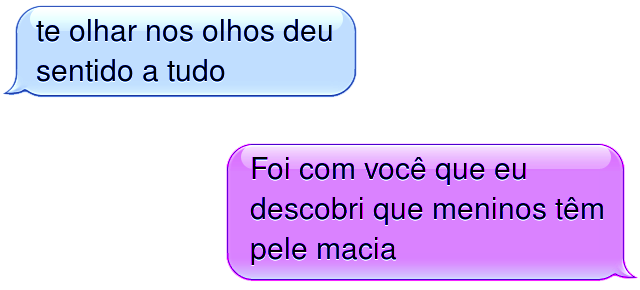 te olhar nos olhos deu
sentido a tudo
Foi com você que eu
descobri que meninos têm
pele macia